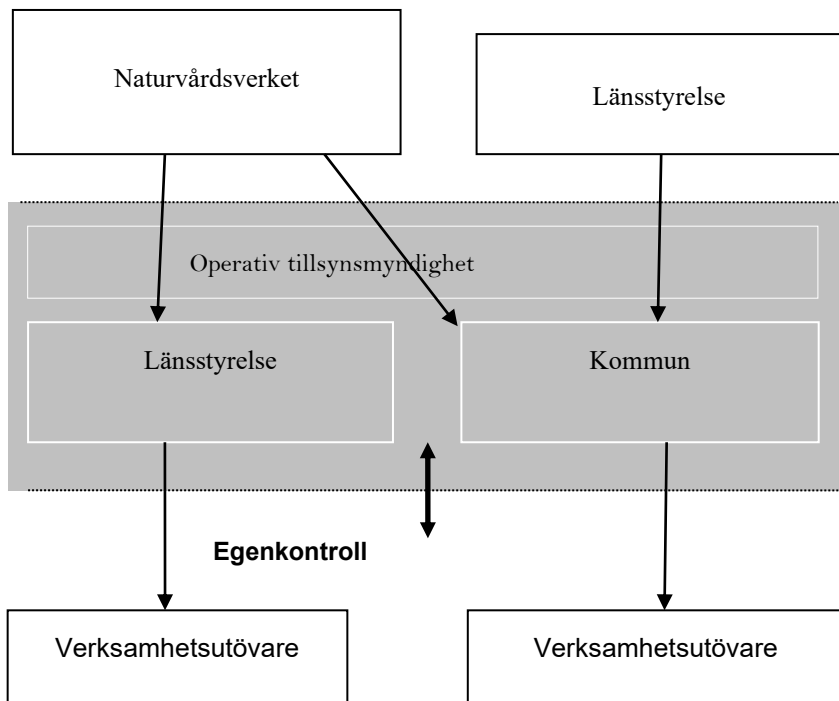 Naturvårdsverket
Länsstyrelse
Operativ tillsynsmyndighet
Länsstyrelse
Kommun
Egenkontroll
Verksamhetsutövare
Verksamhetsutövare